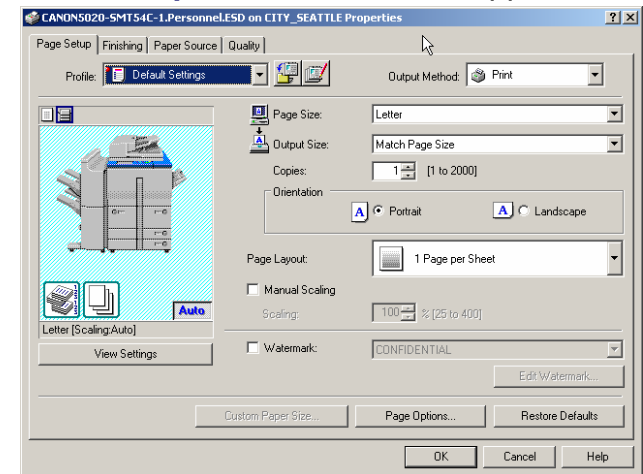 CANON5020-SMT54C-1.Personnel.ESD on CITY_SEATTLE Properties
Page Setup Finishing Paper Source Quality
Profile: Default Settings Output Method: Print
Page Size: Letter
Output Size: Match Page Size
Copies: 1 [1 to 2000]
Orientation
A Portrait A Landscape
Page Layout: 1 Page per Sheet
Manual Scaling
Auto
Scaling: 100 % [25 to 400]
Letter [Scaling:Auto]
View Settings
Watermark: CONFIDENTIAL
Edit Watermark...
Custom Paper Size... Page Options... Restore Defaults
OK Cancel Help